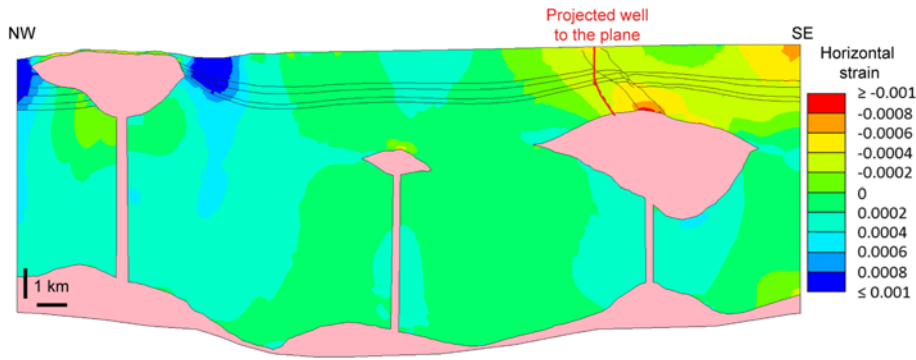 NW
Projected well
to the plane
SE
Horizontal
strain
≥ -0.001
-0.0008
-0.0006
-0.0004
-0.0002
0
0.0002
0.0004
0.0006
0.0008
≤ 0.001
1 km